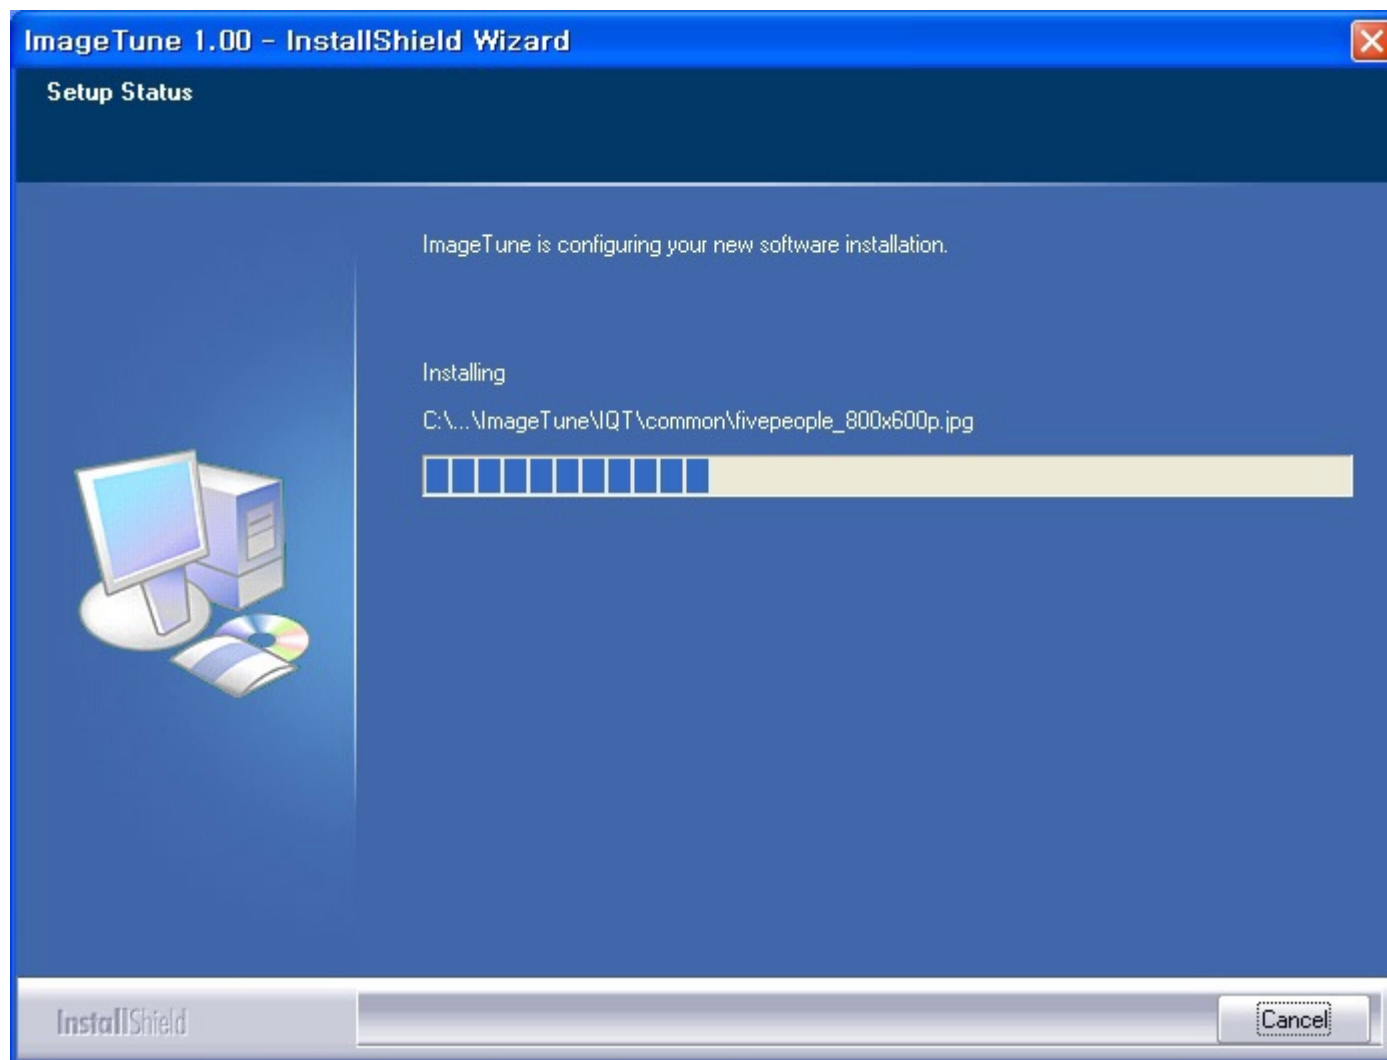 ImageTune 1.00 - InstallShield Wizard
Setup Status
ImageTune is configuring your new software installation.
Installing
C:\...\ImageTune\IQT\common\fivepeople_800x600p.jpg
InstallShield
Cancel